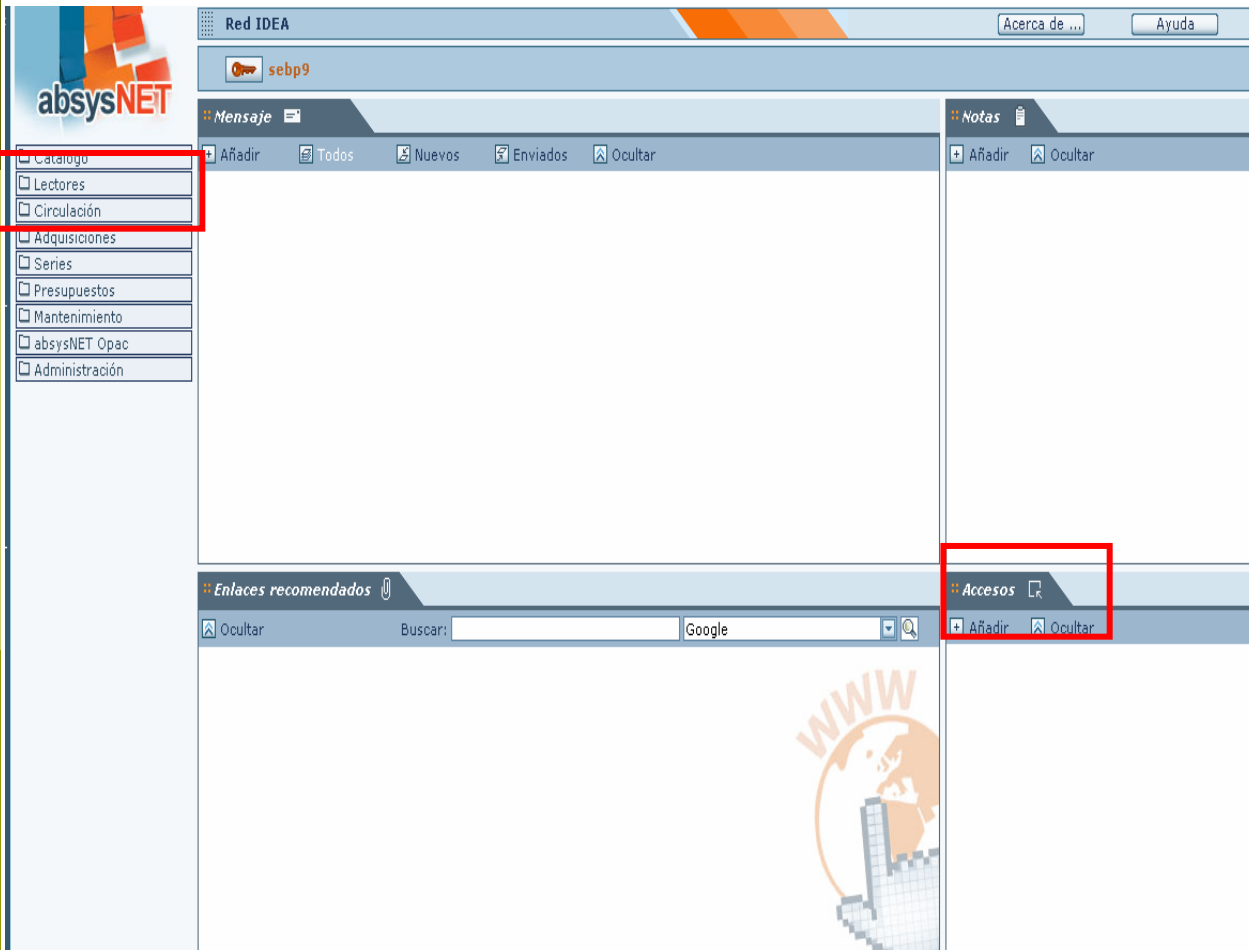 absysNET
Red IDEA
Acerca de ...
Ayuda
sebp9
Mensaje
Notas
Añadir Todos Nuevos Enviados Ocultar
Añadir Ocultar
Catálogo
Lectores
Circulación
Adquisiciones
Series
Presupuestos
Mantenimiento
absysNET Opac
Administración
Enlaces recomendados
Accesos
Ocultar Buscar: Google
Añadir Ocultar
WWW